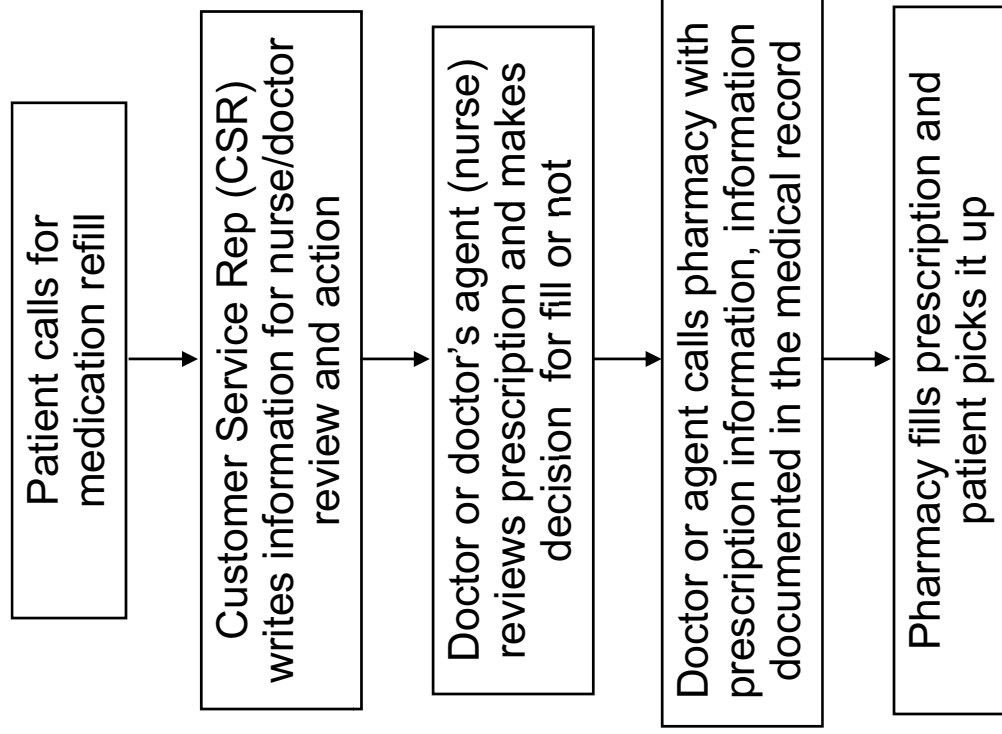 Patient calls for
medication refill
Customer Service Rep (CSR)
writes information for nurse/doctor
review and action
Doctor or doctor’s agent (nurse)
reviews prescription and makes
decision for fill or not
Doctor or agent calls pharmacy with
prescription information, information
documented in the medical record
Pharmacy fills prescription and
patient picks it up